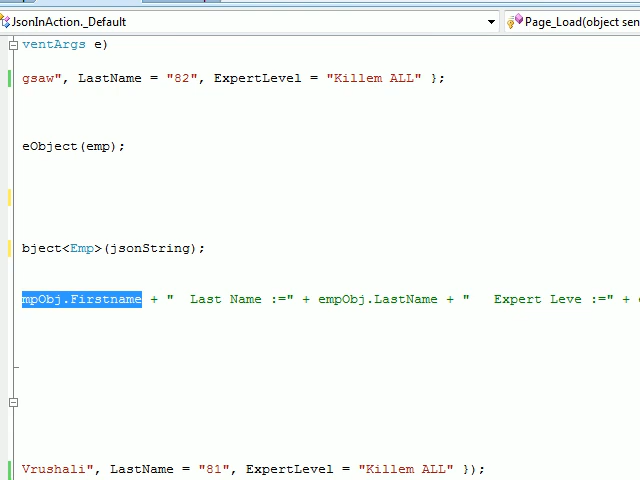 JsonInAction._Default
Page_Load(object sen
ventArgs e)
gsaw", LastName = "82", ExpertLevel = "Killem ALL" };
eObject(emp);
bject<Emp>(jsonString);
mpObj.Firstname + "  Last Name :=" + empObj.LastName + "   Expert Leve :=" +
Vrushali", LastName = "81", ExpertLevel = "Killem ALL" });